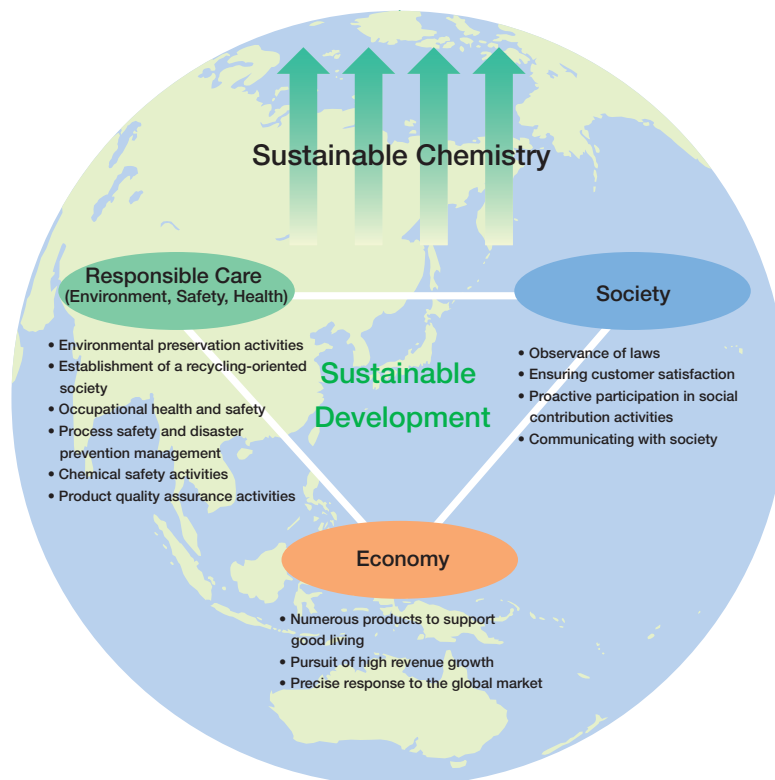 Sustainable Chemistry
Responsible Care
(Environment, Safety, Health)
• Environmental preservation activities
• Establishment of a recycling-oriented
society
• Occupational health and safety
• Process safety and disaster
prevention management
• Chemical safety activities
• Product quality assurance activities
Society
• Observance of laws
• Ensuring customer satisfaction
• Proactive participation in social
contribution activities
• Communicating with society
Sustainable
Development
Economy
• Numerous products to support
good living
• Pursuit of high revenue growth
• Precise response to the global market